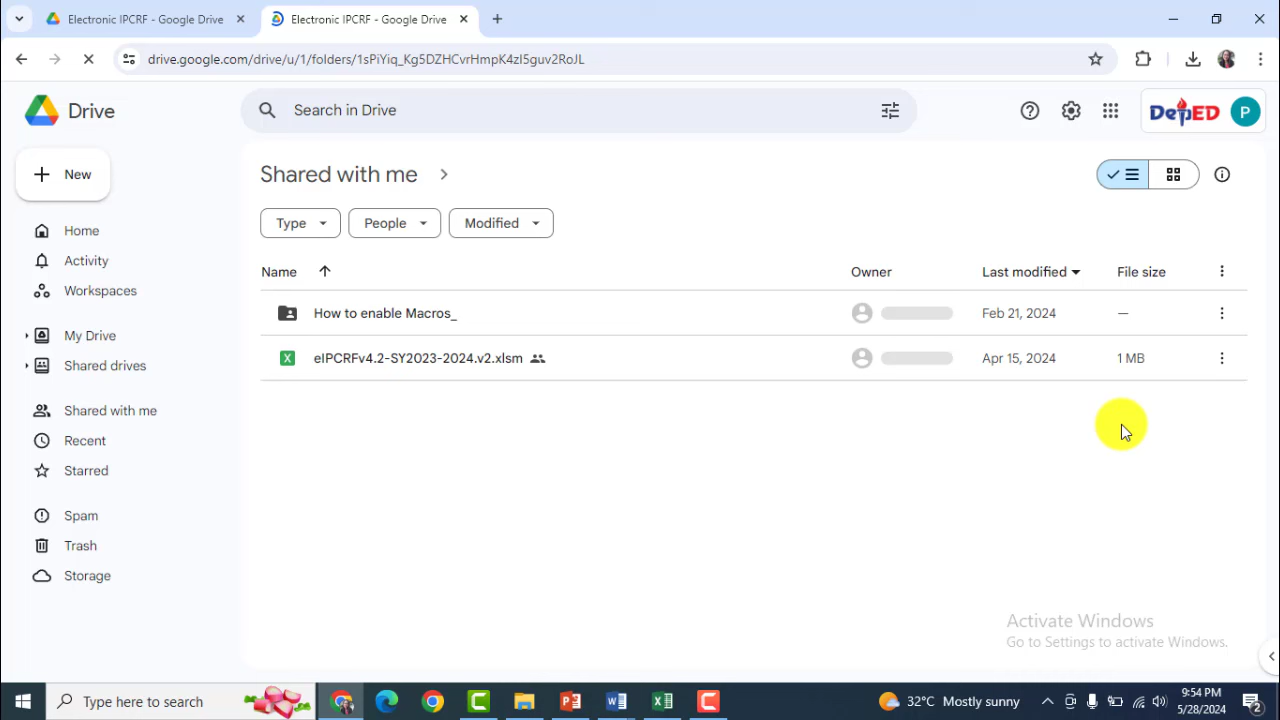 Electronic IPCRF - Google Drive
Electronic IPCRF - Google Drive
drive.google.com/drive/u/1/folders/1sPiYiq_Kg5DZHCvrHmpK4zI5guv2RoJL
Drive
Search in Drive
DepED
P
New
Shared with me
Type
People
Modified
Home
Activity
Workspaces
My Drive
Shared drives
Shared with me
Recent
Starred
Spam
Trash
Storage
Name Owner Last modified File size
How to enable Macros_ Feb 21, 2024 —
X eIPCRFv4.2-SY2023-2024.v2.xlsm Apr 15, 2024 1 MB
Activate Windows
Go to Settings to activate Windows.
Type here to search
32°C Mostly sunny
9:54 PM
5/28/2024
2